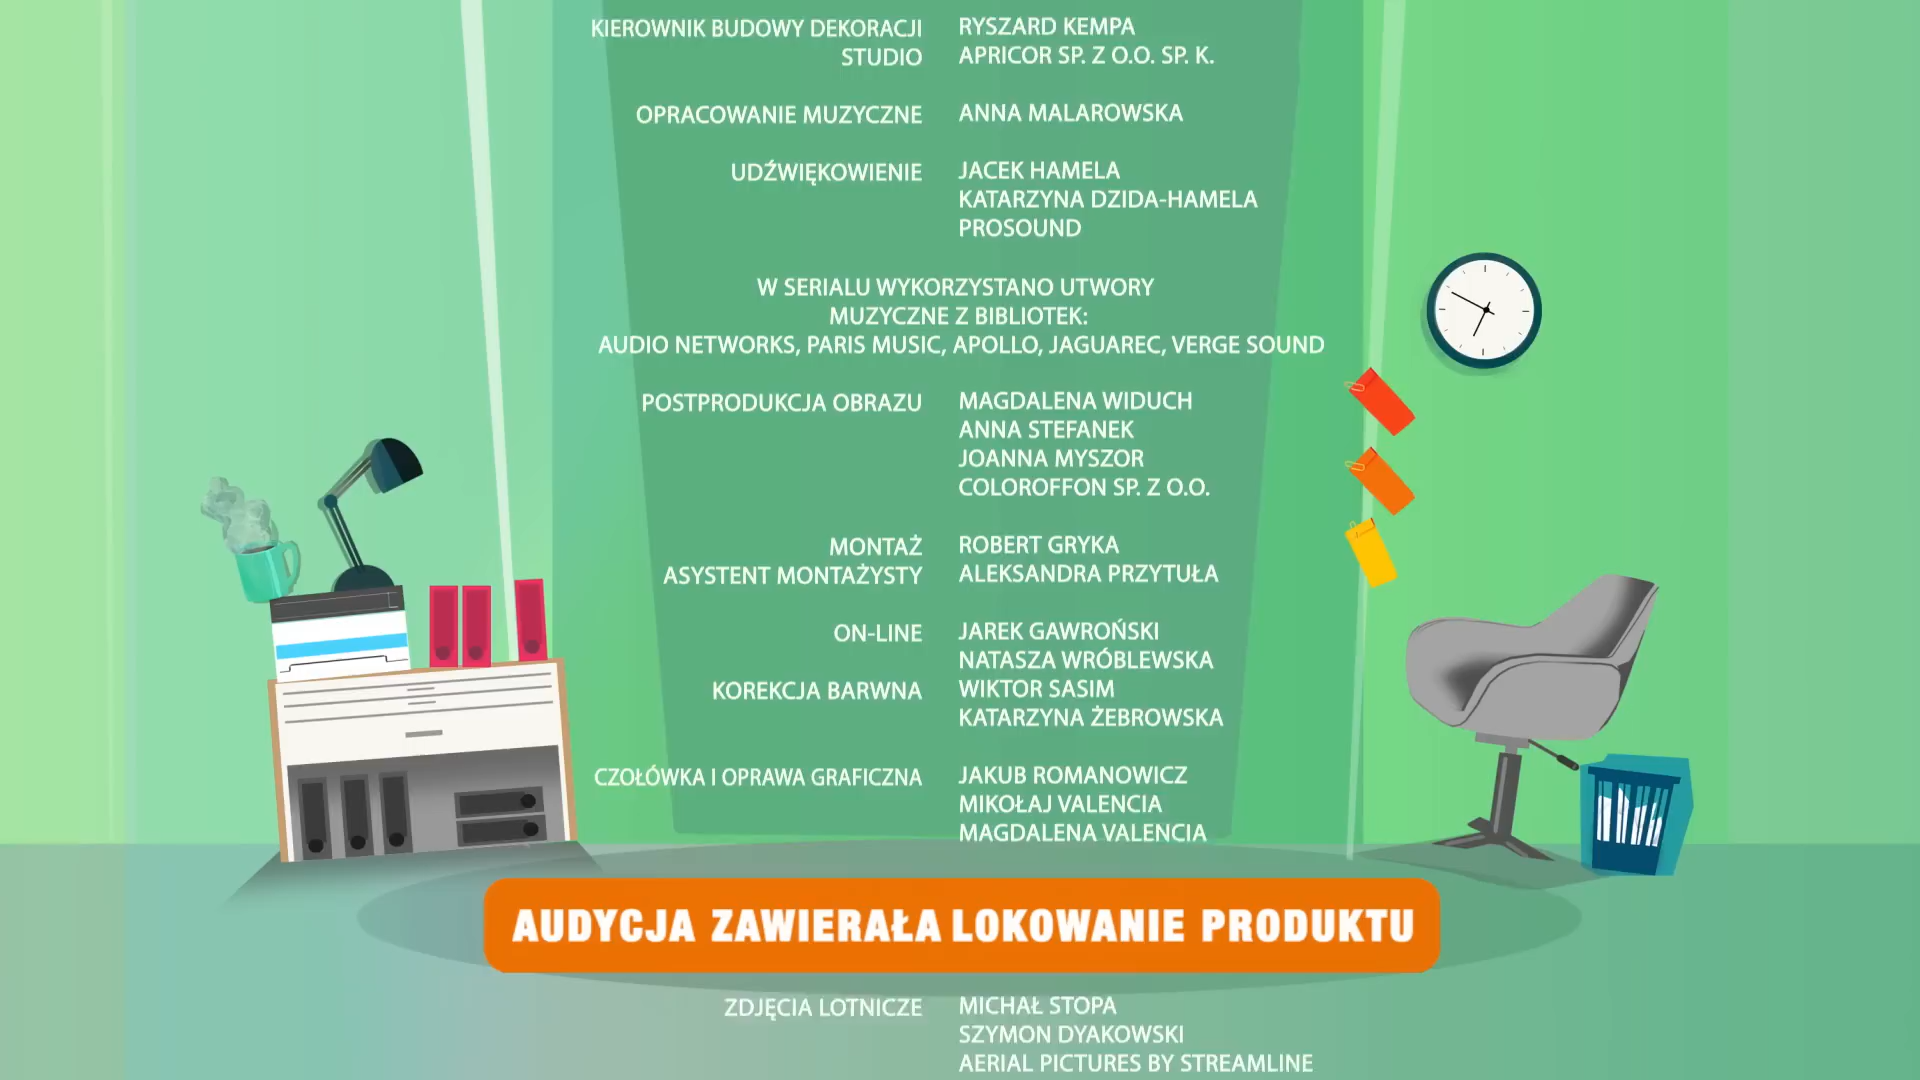 KIEROWNIK BUDOWY DEKORACJI RYSZARD KEMPA
STUDIO APRICOR SP. Z O.O. SP. K.
OPRACOWANIE MUZYCZNE ANNA MALAROWSKA
UDŹWIĘKOWIENIE JACEK HAMELA
KATARZYNA DZIDA-HAMELA
PROSOUND
W SERIALU WYKORZYSTANO UTWORY
MUZYCZNE Z BIBLIOTEK:
AUDIO NETWORKS, PARIS MUSIC, APOLLO, JAGUAREC, VERGE SOUND
POSTPRODUKCJA OBRAZU MAGDALENA WIDUCH
ANNA STEFANEK
JOANNA MYSZOR
COLOROFFON SP. Z O.O.
MONTAŻ ROBERT GRYKA
ASYSTENT MONTAŻYSTY ALEKSANDRA PRZYTUŁA
ON-LINE JAREK GAWROŃSKI
NATASZA WRÓBLEWSKA
KOREKCJA BARWNA WIKTOR SASIM
KATARZYNA ŻEBROWSKA
CZOŁÓWKA I OPRAWA GRAFICZNA JAKUB ROMANOWICZ
MIKOŁAJ VALENCIA
MAGDALENA VALENCIA
AUDYCJA ZAWIERAŁA LOKOWANIE PRODUKTU
ZDJĘCIA LOTNICZE MICHAŁ STOPA
SZYMON DYAKOWSKI
AERIAL PICTURES BY STREAMLINE